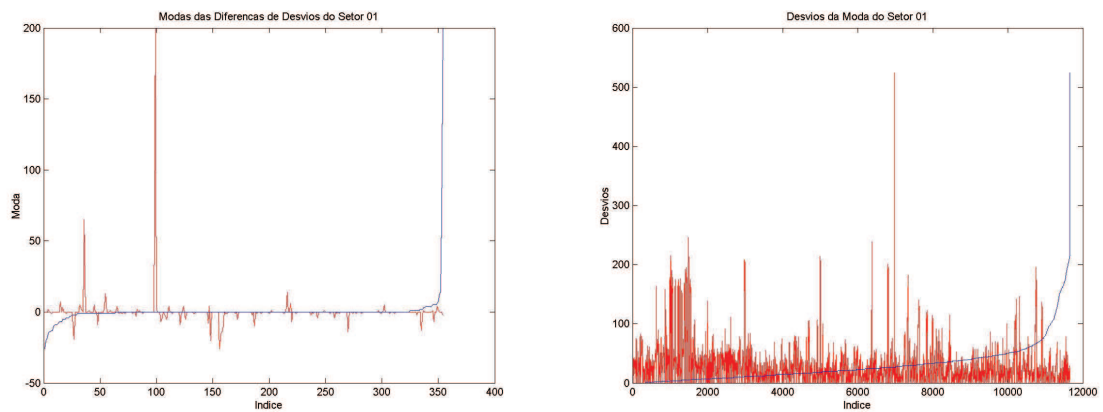 Modas das Diferencas de Desvios do Setor 01
200
150
100
50
0
-50
Moda
0 50 100 150 200 250 300 350 400
Indice
Desvios da Moda do Setor 01
600
500
400
300
200
100
0
Desvios
0 2000 4000 6000 8000 10000 12000
Indice